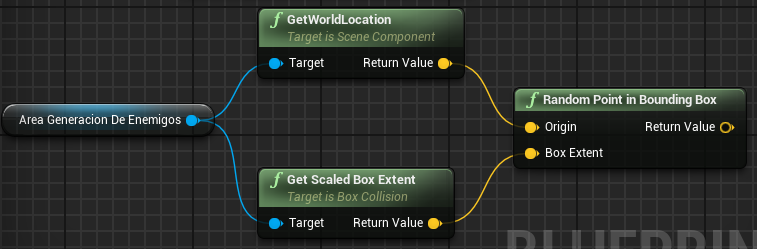 GetWorldLocation
Target is Scene Component
Target Return Value
Area Generacion De Enemigos
Random Point in Bounding Box
Origin Return Value
Box Extent
Get Scaled Box Extent
Target is Box Collision
Target Return Value